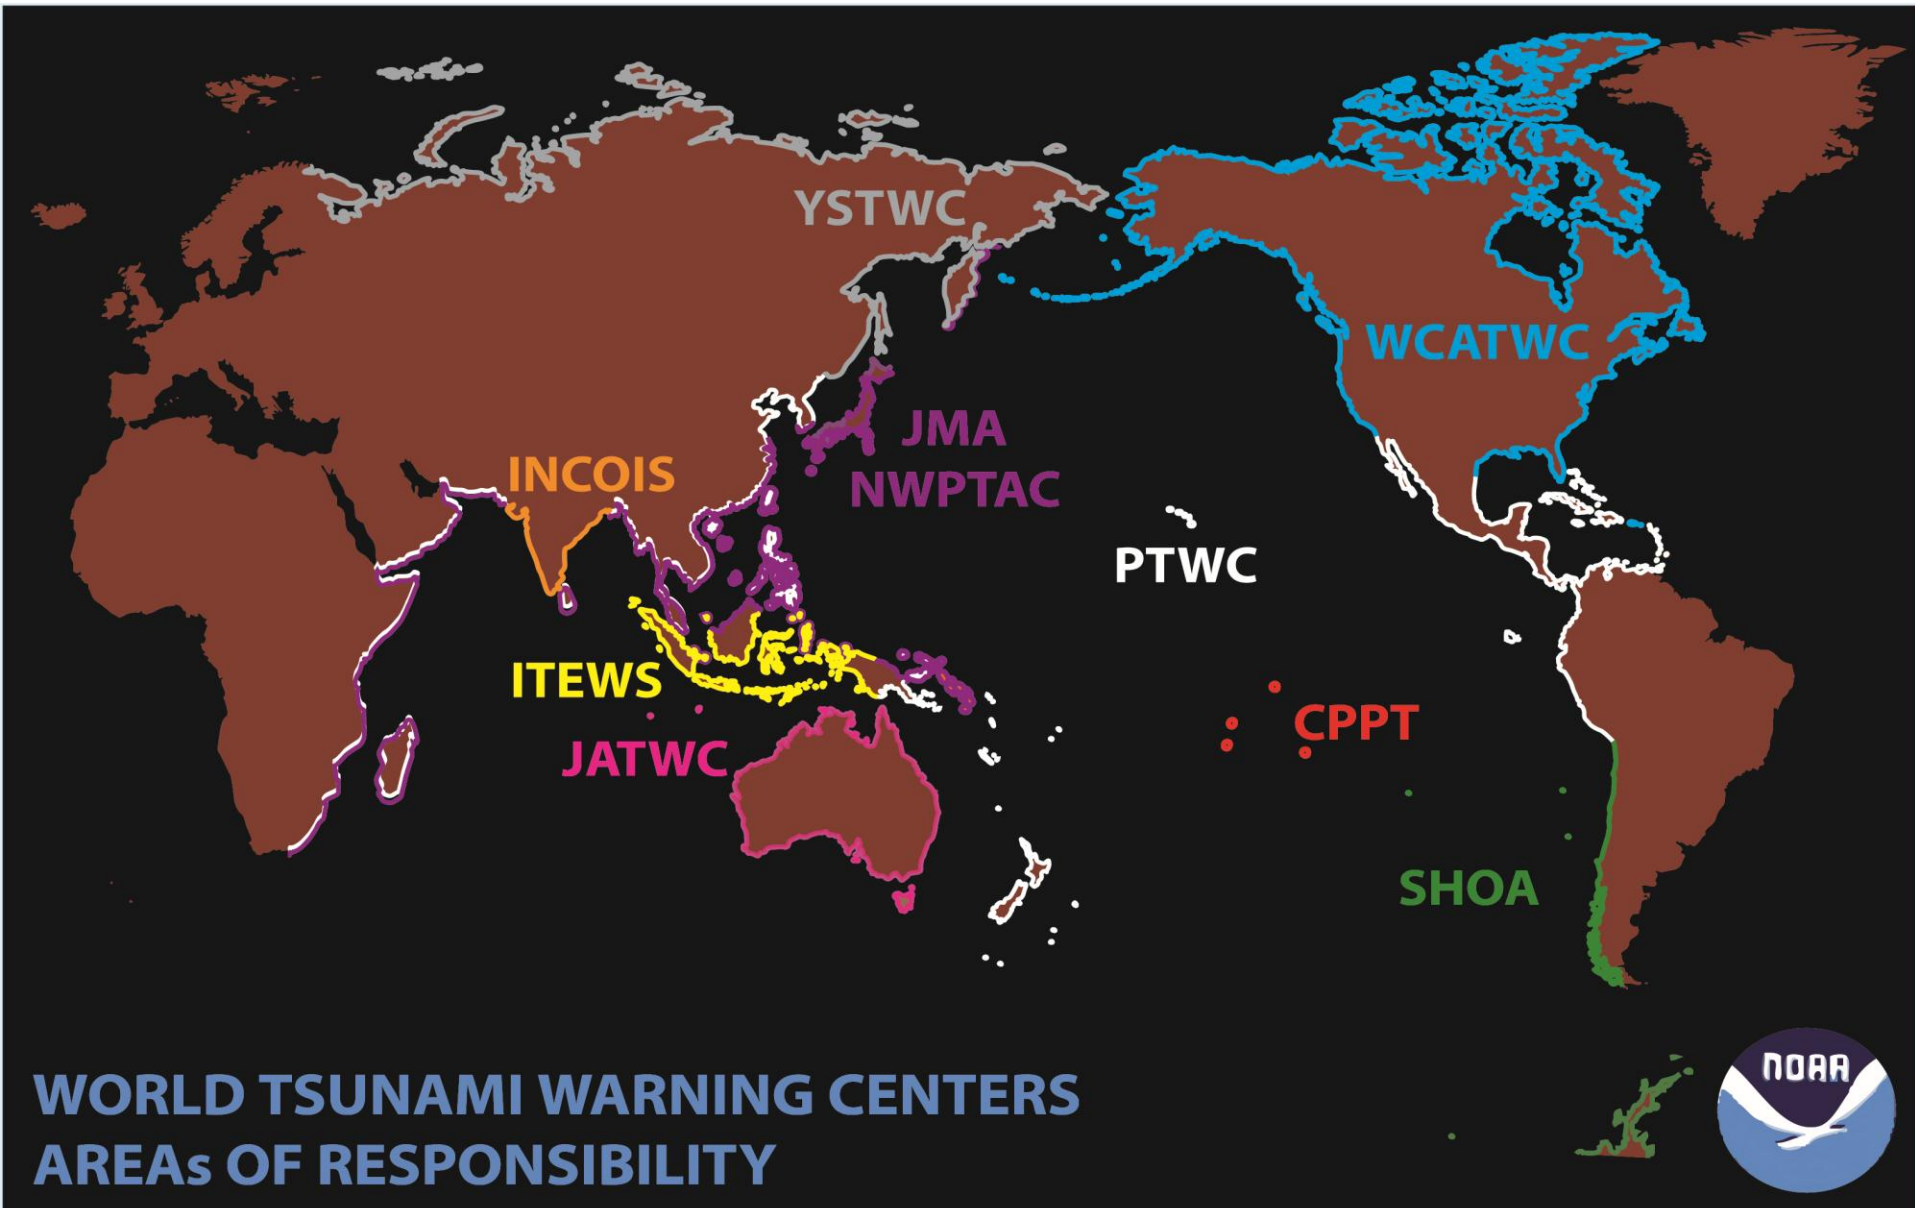 YSTWC
WCATWC
JMA
NWPTAC
INCOIS
PTWC
ITEWS
CPPT
JATWC
SHOA
WORLD TSUNAMI WARNING CENTERS
AREAs OF RESPONSIBILITY
NOAA